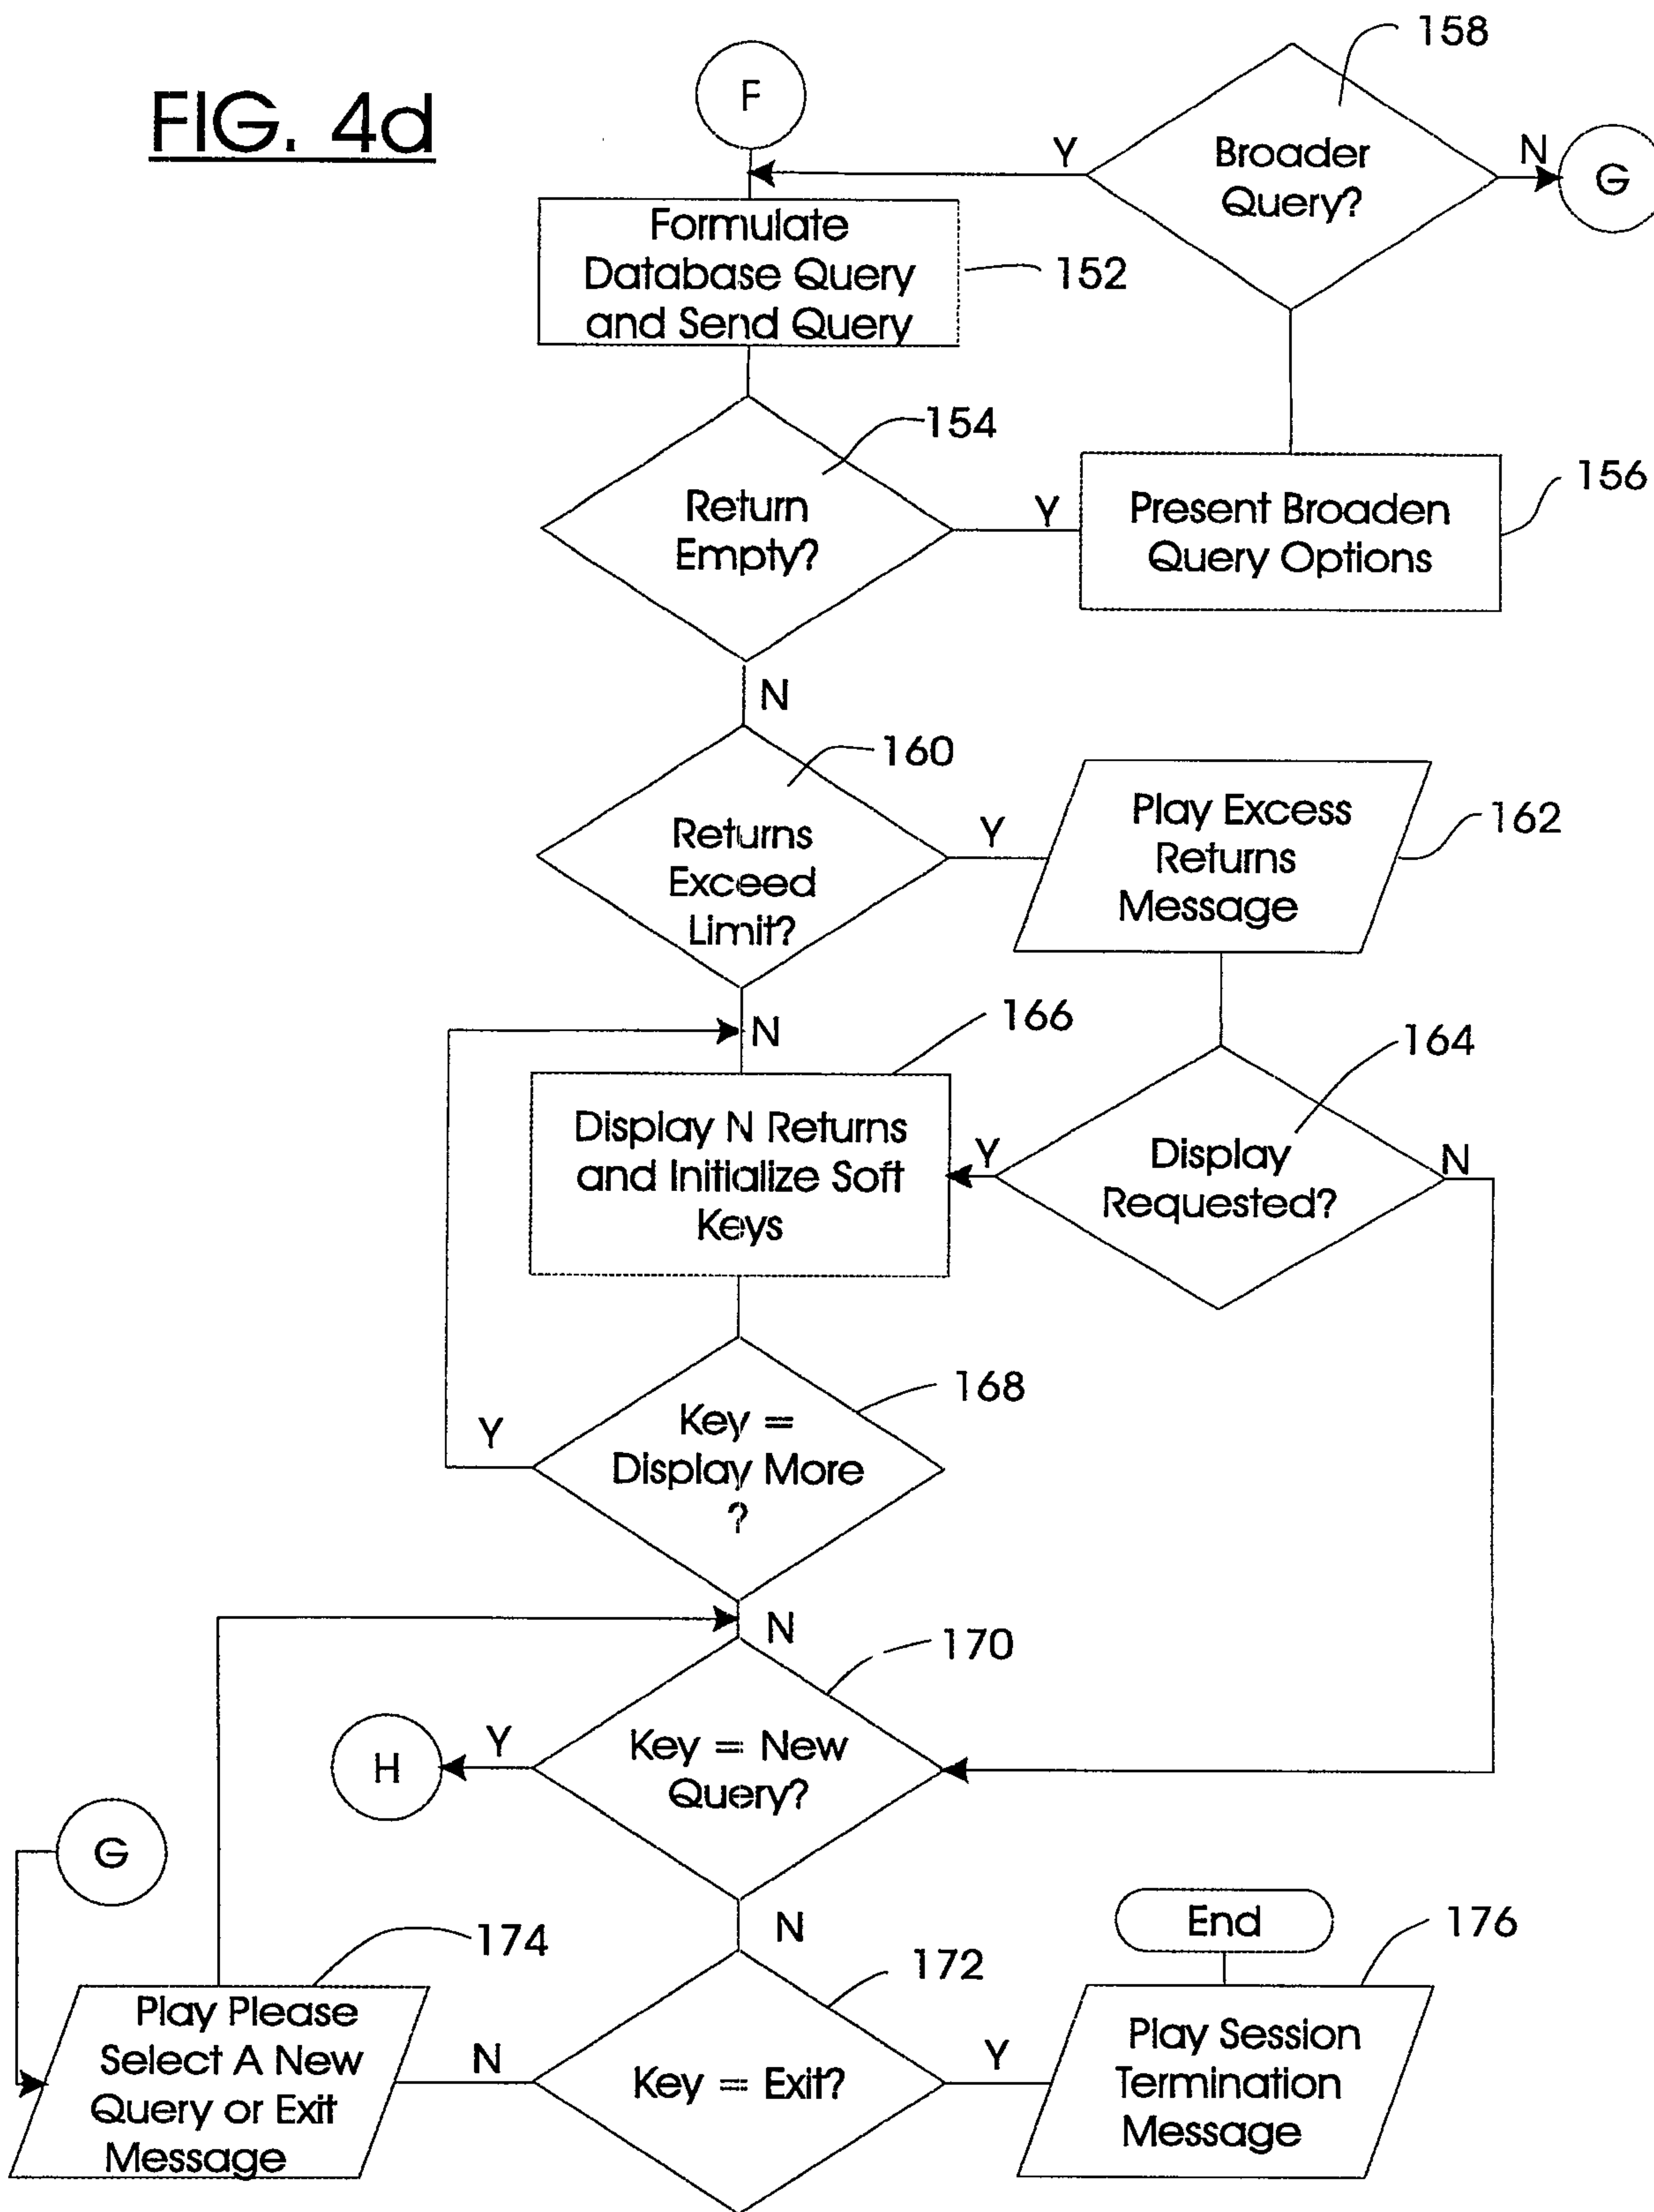 FIG. 4d
F
158
Broader
Query?
Y
N
G
Formulate
Database Query
and Send Query
152
154
Return
Empty?
Y
Present Broaden
Query Options
156
N
160
Returns
Exceed
Limit?
Y
Play Excess
Returns
Message
162
N
166
Display N Returns
and Initialize Soft
Keys
164
Display
Requested?
Y
N
168
Key =
Display More
?
Y
N
170
Key = New
Query?
Y
H
G
N
174
Play Please
Select A New
Query or Exit
Message
N
172
Key = Exit?
Y
End
176
Play Session
Termination
Message